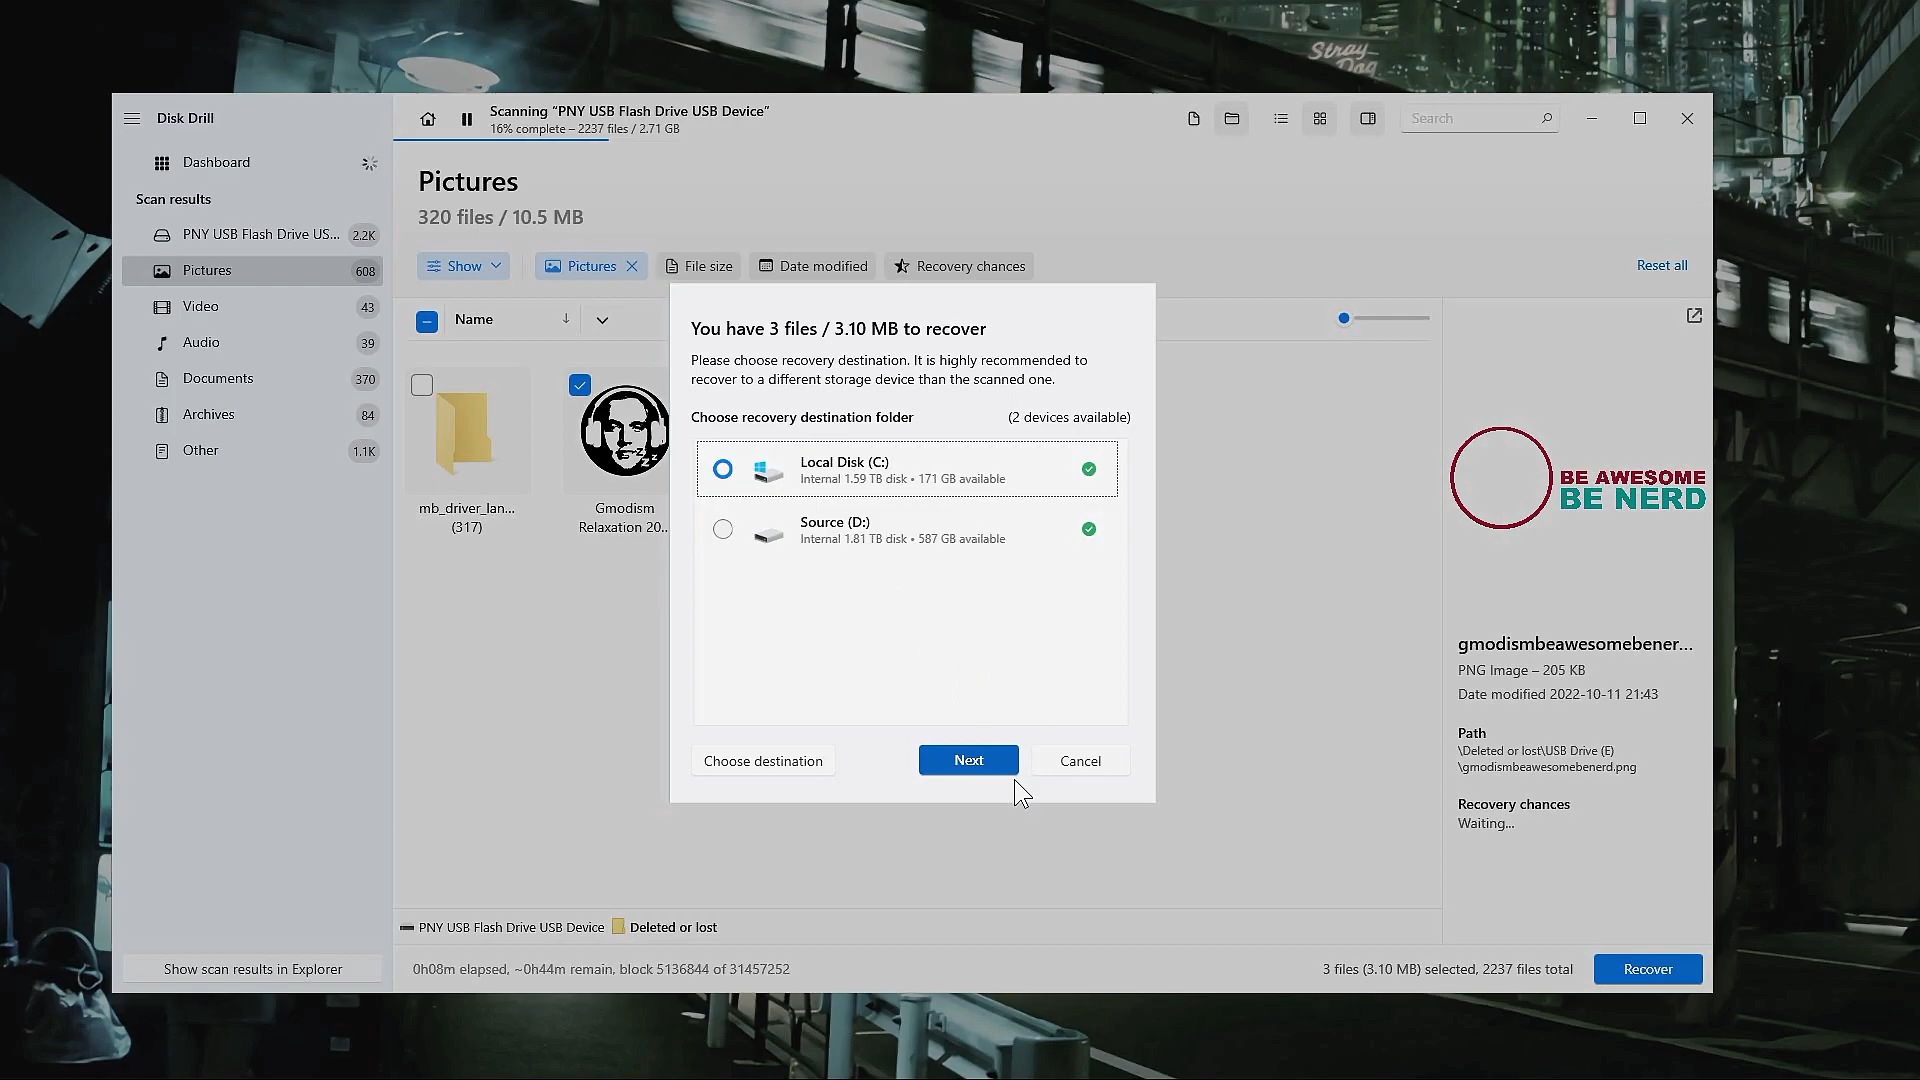 Stray
Dog
Disk Drill
Scanning “PNY USB Flash Drive USB Device”
16% complete – 2237 files / 2.71 GB
Search
Dashboard
Scan results
PNY USB Flash Drive US... 2.2K
Pictures 608
Video 43
Audio 39
Documents 370
Archives 84
Other 1.1K
Show scan results in Explorer
Pictures
320 files / 10.5 MB
Show
Pictures
File size
Date modified
Recovery chances
Reset all
Name
mb_driver_lan...
(317)
Gmodism
Relaxation 20..
You have 3 files / 3.10 MB to recover
Please choose recovery destination. It is highly recommended to
recover to a different storage device than the scanned one.
Choose recovery destination folder (2 devices available)
Local Disk (C:)
Internal 1.59 TB disk • 171 GB available
Source (D:)
Internal 1.81 TB disk • 587 GB available
Choose destination
Next
Cancel
BE AWESOME
BE NERD
gmodismbeawesomebener...
PNG Image – 205 KB
Date modified 2022-10-11 21:43
Path
\Deleted or lost\USB Drive (E)
\gmodismbeawesomebenerd.png
Recovery chances
Waiting...
PNY USB Flash Drive USB Device Deleted or lost
0h08m elapsed, ~0h44m remain, block 5136844 of 31457252
3 files (3.10 MB) selected, 2237 files total
Recover